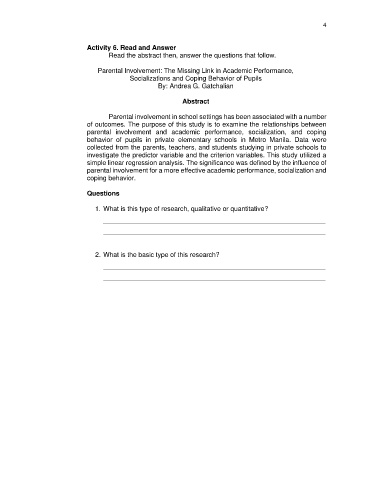 4
Activity 6. Read and Answer
Read the abstract then, answer the questions that follow.
Parental Involvement: The Missing Link in Academic Performance,
Socializations and Coping Behavior of Pupils
By: Andrea G. Gatchalian
Abstract
Parental involvement in school settings has been associated with a number
of outcomes. The purpose of this study is to examine the relationships between
parental involvement and academic performance, socialization, and coping
behavior of pupils in private elementary schools in Metro Manila. Data were
collected from the parents, teachers, and students studying in private schools to
investigate the predictor variable and the criterion variables. This study utilized a
simple linear regression analysis. The significance was defined by the influence of
parental involvement for a more effective academic performance, socialization and
coping behavior.
Questions
1. What is this type of research, qualitative or quantitative?
2. What is the basic type of this research?